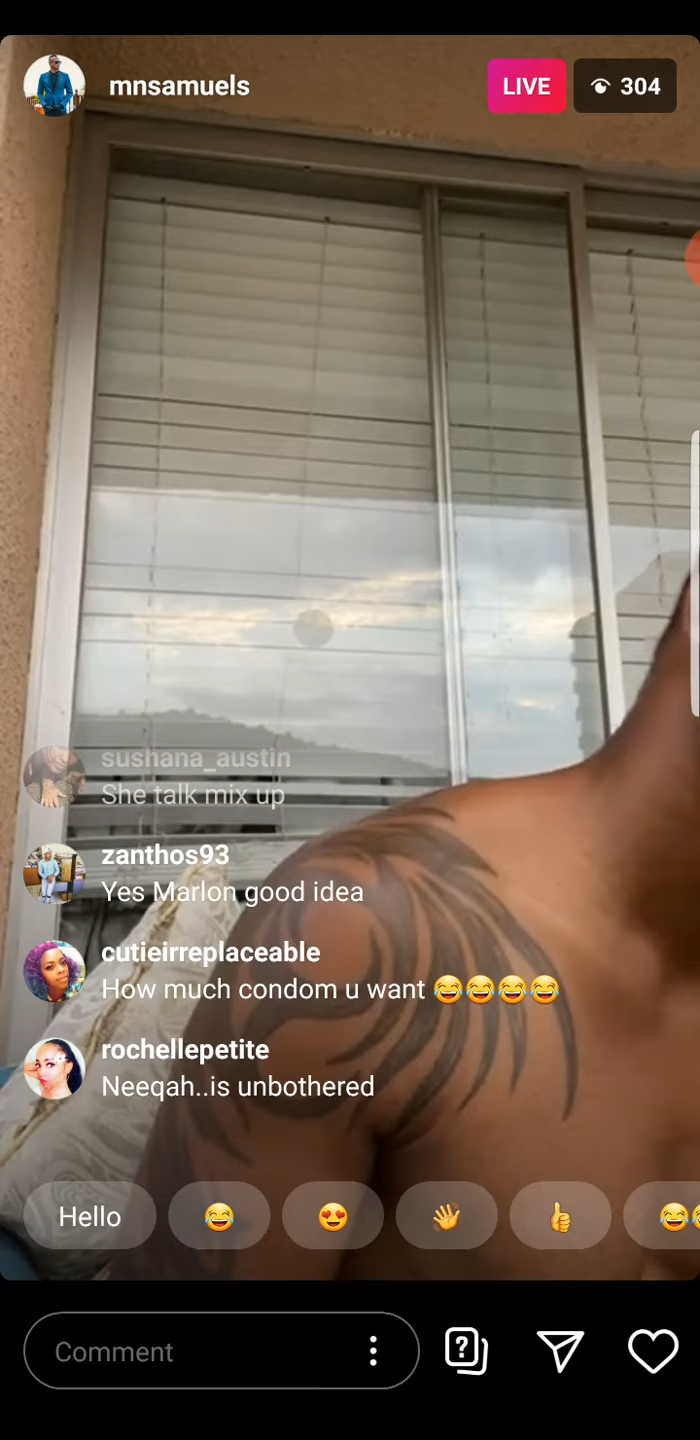 mnsamuels
LIVE
304
sushana_austin
She talk mix up
zanthos93
Yes Marlon good idea
cutieirreplaceable
How much condom u want 😂😂😂😂
rochellepetite
Neeqah..is unbothered
Hello
Comment